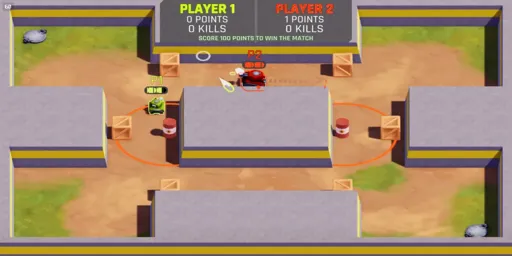 PLAYER 1
0 POINTS
0 KILLS
PLAYER 2
1 POINTS
0 KILLS
SCORE 100 POINTS TO WIN THE MATCH